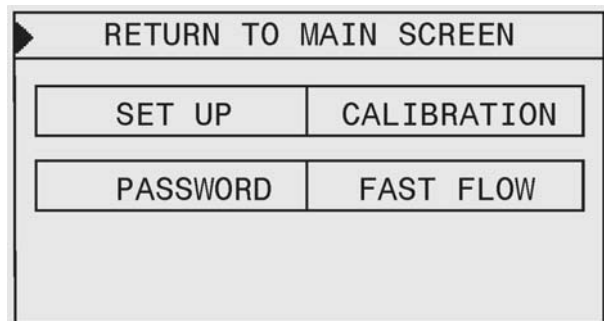 RETURN TO MAIN SCREEN
SET UP CALIBRATION
PASSWORD FAST FLOW